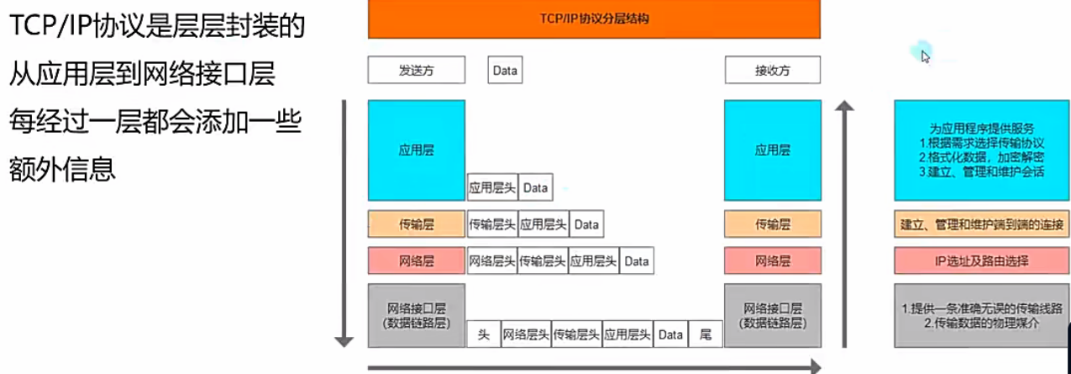 TCP/IP协议是层层封装的
从应用层到网络接口层
每经过一层都会添加一些
额外信息
TCP/IP协议分层结构
发送方
Data
接收方
应用层
应用层头 Data
应用层
为应用程序提供服务
1.根据需求选择传输协议
2.格式化数据，加密解密
3.建立、管理和维护会话
传输层
传输层头 应用层头 Data
传输层
建立、管理和维护端到端的连接
网络层
网络层头 传输层头 应用层头 Data
网络层
IP选址及路由选择
网络接口层
(数据链路层)
头 网络层头 传输层头 应用层头 Data 尾
网络接口层
(数据链路层)
1.提供一条准确无误的传输线路
2.传输数据的物理媒介